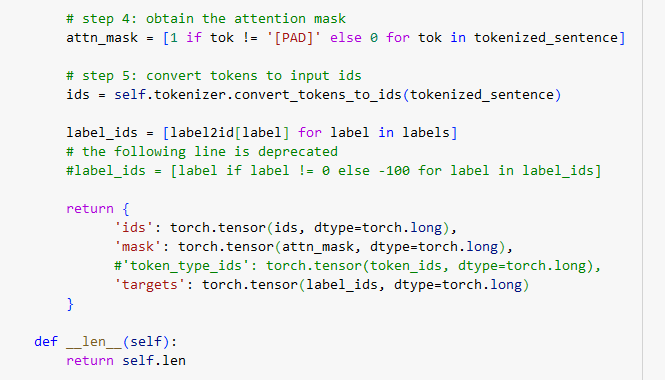 # step 4: obtain the attention mask
attn_mask = [1 if tok != '[PAD]' else 0 for tok in tokenized_sentence]
# step 5: convert tokens to input ids
ids = self.tokenizer.convert_tokens_to_ids(tokenized_sentence)
label_ids = [label2id[label] for label in labels]
# the following line is deprecated
#label_ids = [label if label != 0 else -100 for label in label_ids]
return {
'ids': torch.tensor(ids, dtype=torch.long),
'mask': torch.tensor(attn_mask, dtype=torch.long),
#'token_type_ids': torch.tensor(token_ids, dtype=torch.long),
'targets': torch.tensor(label_ids, dtype=torch.long)
}
def __len__(self):
return self.len